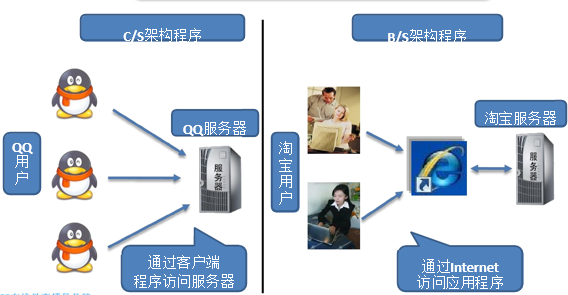 C/S架构程序
B/S架构程序
QQ服务器
淘宝服务器
QQ
用
户
服
务
器
淘
宝
用
户
服
务
器
通过客户端
程序访问服务器
通过Internet
访问应用程序